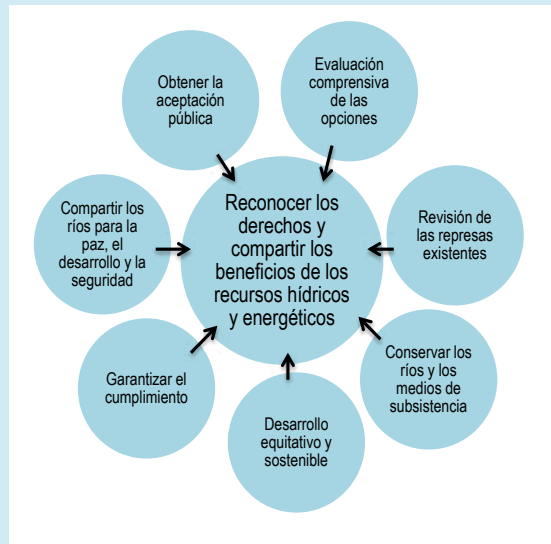 Obtener la
aceptación
pública
Evaluación
comprensiva
de las
opciones
Compartir los
ríos para la
paz, el
desarrollo y la
seguridad
Reconocer los
derechos y
compartir los
beneficios de los
recursos hídricos
y energéticos
Revisión de
las represas
existentes
Garantizar el
cumplimiento
Conservar los
ríos y los
medios de
subsistencia
Desarrollo
equitativo y
sostenible